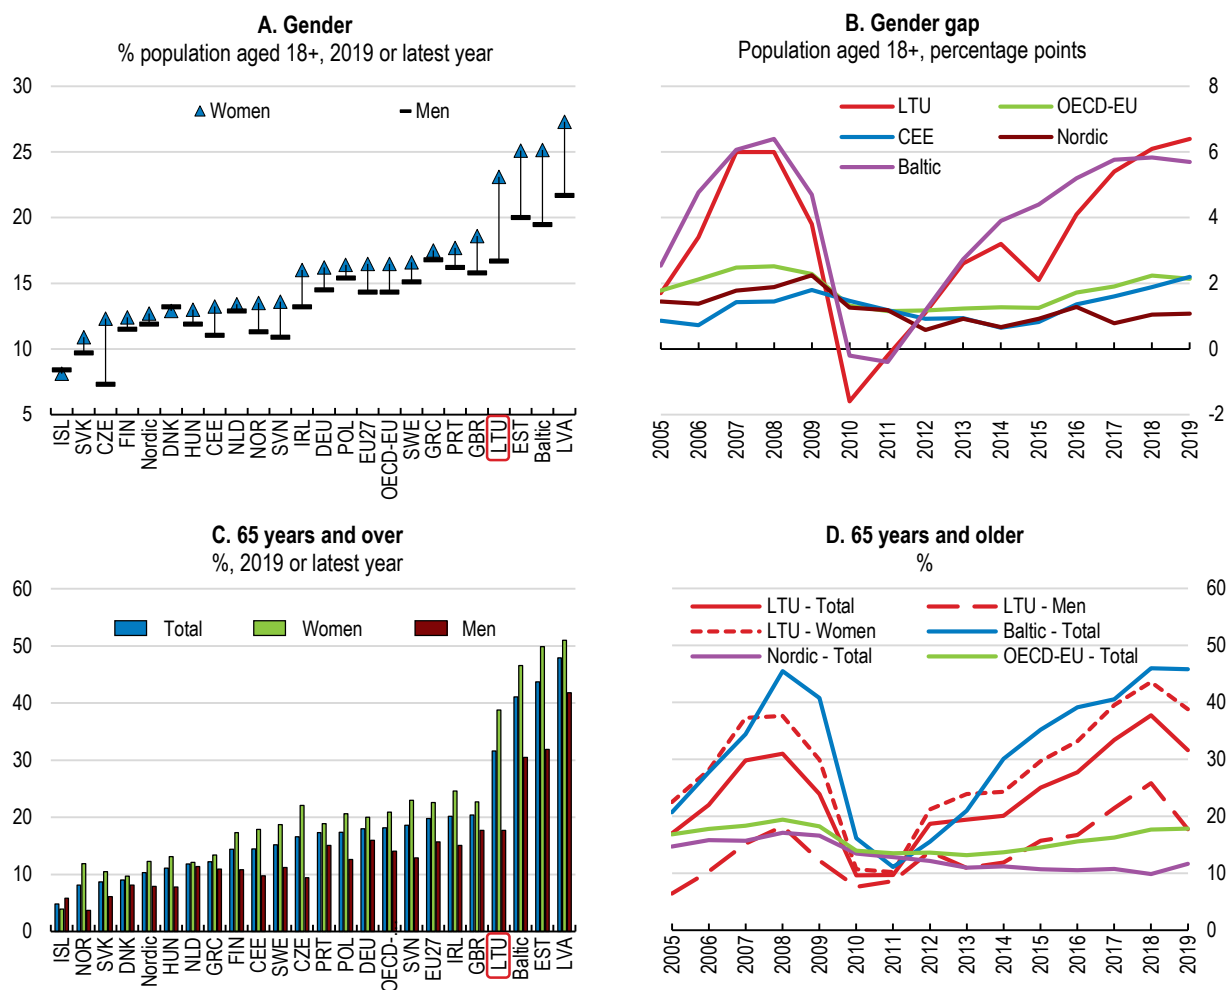 A. Gender
% population aged 18+, 2019 or latest year
30
25
20
15
10
5
Women
Men
ISL
SVK
CZE
FIN
Nordic
DNK
HUN
CEE
NLD
NOR
SVN
IRL
DEU
POL
EU27
OECD-EU
SWE
GRC
PRT
GBR
LTU
EST
Baltic
LVA
B. Gender gap
Population aged 18+, percentage points
8
6
4
2
0
-2
LTU
OECD-EU
CEE
Nordic
Baltic
2005
2006
2007
2008
2009
2010
2011
2012
2013
2014
2015
2016
2017
2018
2019
C. 65 years and over
%, 2019 or latest year
60
50
40
30
20
10
0
Total
Women
Men
ISL
NOR
SVK
DNK
Nordic
HUN
NLD
GRC
FIN
CEE
SWE
CZE
PRT
POL
DEU
OECD-
SVN
EU27
IRL
GBR
LTU
Baltic
EST
LVA
D. 65 years and older
%
60
50
40
30
20
10
0
LTU - Total
LTU - Men
LTU - Women
Baltic - Total
Nordic - Total
OECD-EU - Total
2005
2006
2007
2008
2009
2010
2011
2012
2013
2014
2015
2016
2017
2018
2019